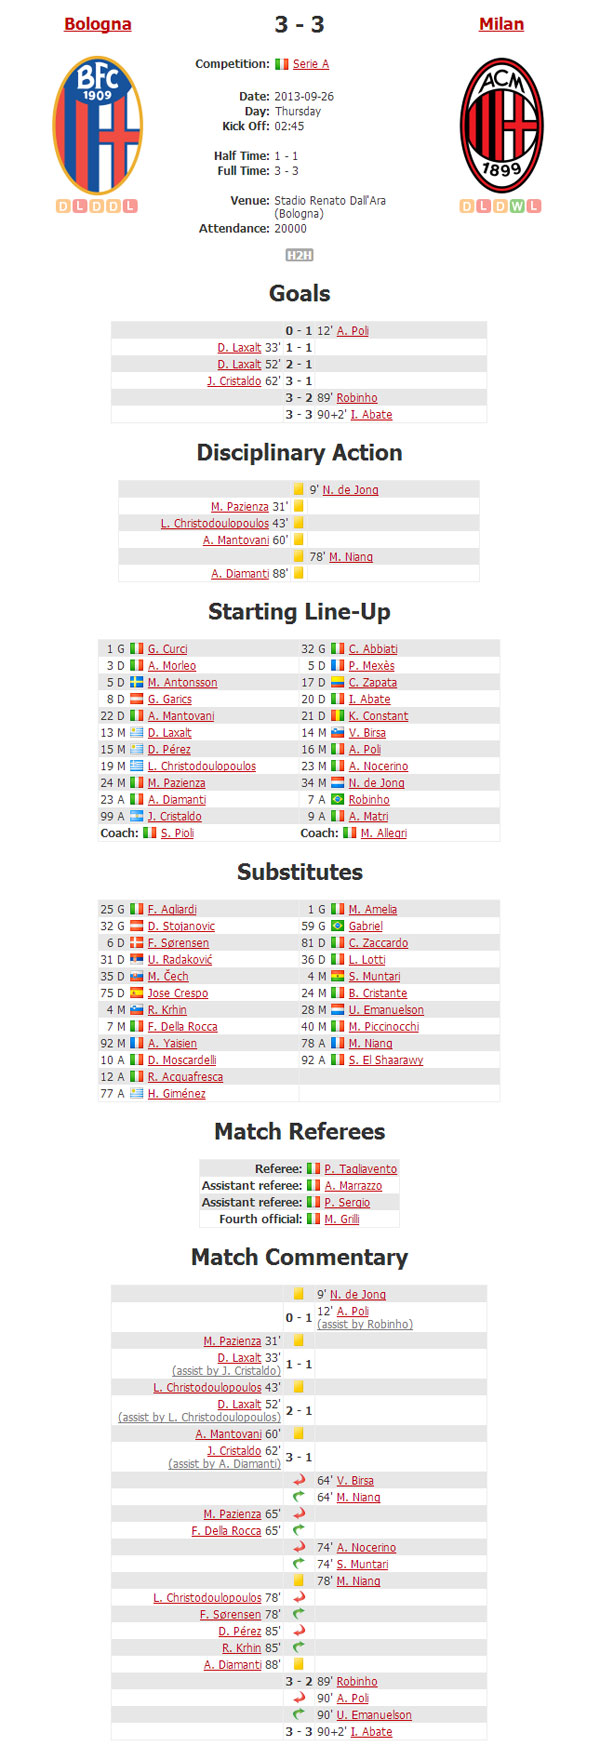 Bologna 3 - 3 Milan
BFC
1909
ACM
1899
Competition: Serie A
Date: 2013-09-26
Day: Thursday
Kick Off: 02:45
Half Time: 1 - 1
Full Time: 3 - 3
Venue: Stadio Renato Dall'Ara
(Bologna)
Attendance: 20000
D L D D L
D L D W L
H2H
Goals
0 - 1 12' A. Poli
D. Laxalt 33' 1 - 1
D. Laxalt 52' 2 - 1
J. Cristaldo 62' 3 - 1
3 - 2 89' Robinho
3 - 3 90+2' I. Abate
Disciplinary Action
9' N. de Jong
M. Pazienza 31'
L. Christodoulopoulos 43'
A. Mantovani 60'
78' M. Niang
A. Diamanti 88'
Starting Line-Up
1 G G. Curci 32 G C. Abbiati
3 D A. Morleo 5 D P. Mexès
5 D M. Antonsson 17 D C. Zapata
8 D G. Garics 20 D I. Abate
22 D A. Mantovani 21 D K. Constant
13 M D. Laxalt 14 M V. Birsa
15 M D. Pérez 16 M A. Poli
19 M L. Christodoulopoulos 23 M A. Nocerino
24 M M. Pazienza 34 M N. de Jong
23 A A. Diamanti 7 A Robinho
99 A J. Cristaldo 9 A A. Matri
Coach: S. Pioli Coach: M. Allegri
Substitutes
25 G F. Agliardi 1 G M. Amelia
32 G D. Stojanovic 59 G Gabriel
6 D F. Sørensen 81 D C. Zaccardo
31 D U. Radaković 36 D L. Lotti
35 D M. Čech 4 M S. Muntari
75 D Jose Crespo 24 M B. Cristante
4 M R. Krhin 28 M U. Emanuelson
7 M F. Della Rocca 40 M M. Piccinocchi
92 M A. Yaisien 78 A M. Niang
10 A D. Moscardelli 92 A S. El Shaarawy
12 A R. Acquafresca
77 A H. Giménez
Match Referees
Referee: P. Tagliavento
Assistant referee: A. Marrazzo
Assistant referee: P. Sergio
Fourth official: M. Grilli
Match Commentary
9' N. de Jong
0 - 1 12' A. Poli
(assist by Robinho)
M. Pazienza 31'
D. Laxalt 33' 1 - 1
(assist by J. Cristaldo)
L. Christodoulopoulos 43'
D. Laxalt 52' 2 - 1
(assist by L. Christodoulopoulos)
A. Mantovani 60'
J. Cristaldo 62' 3 - 1
(assist by A. Diamanti)
64' V. Birsa
64' M. Niang
M. Pazienza 65'
F. Della Rocca 65'
74' A. Nocerino
74' S. Muntari
78' M. Niang
L. Christodoulopoulos 78'
F. Sørensen 78'
D. Pérez 85'
R. Krhin 85'
A. Diamanti 88'
3 - 2 89' Robinho
90' A. Poli
90' U. Emanuelson
3 - 3 90+2' I. Abate